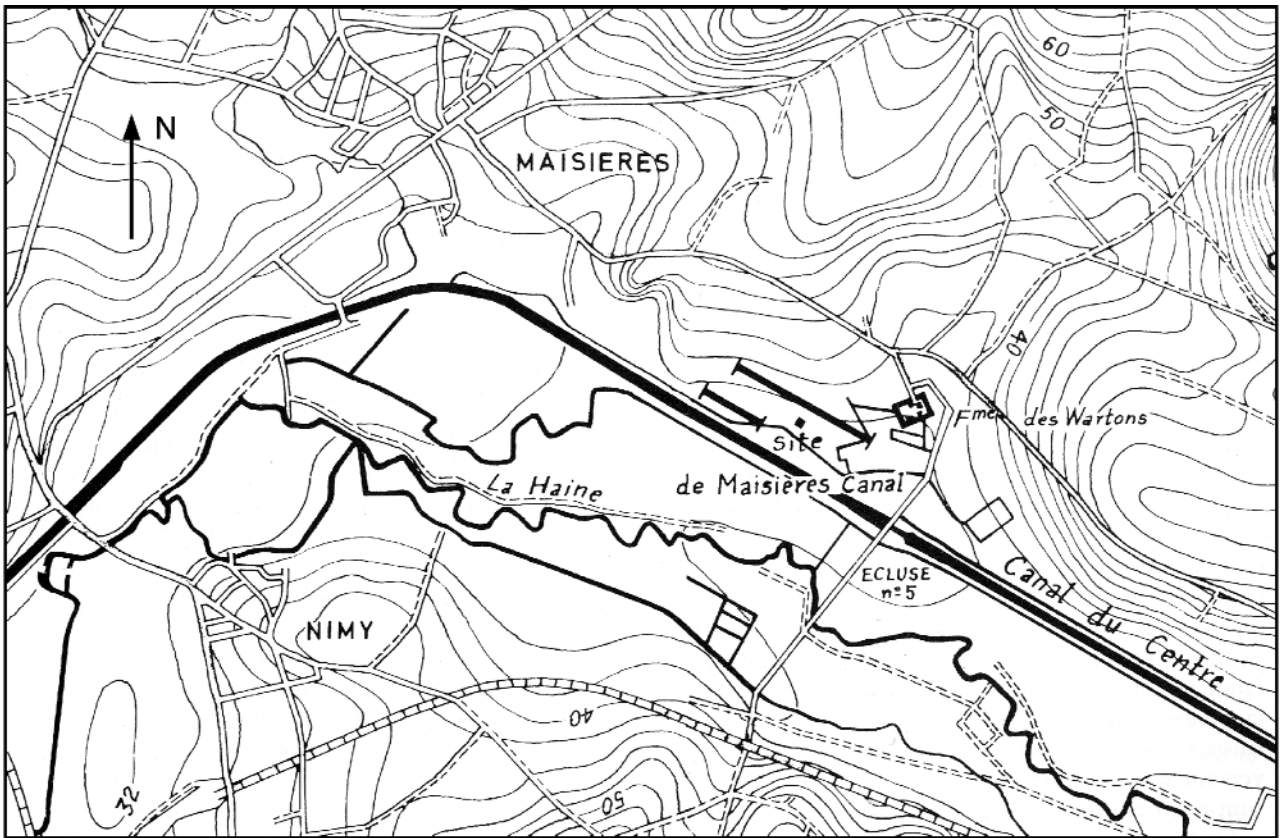 60
N
50
MAISIERES
40
Fme des Wartons
Site
La Haine
de Maisières Canal
ECLUSE
n° 5
Canal du Centre
NIMY
40
32
50